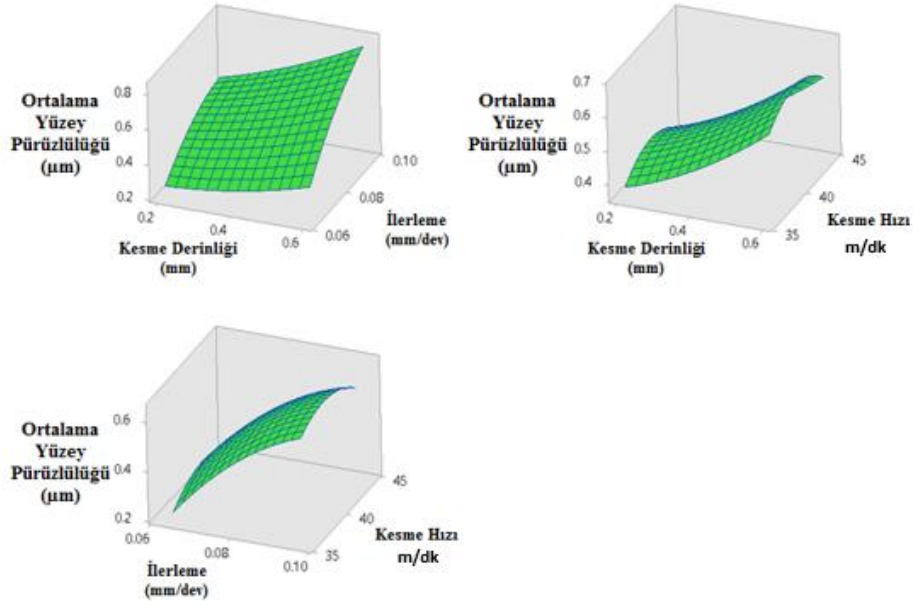 Ortalama
Yüzey
Pürüzlülüğü
(µm)
0.8
0.6
0.4
0.2
0.2
0.4
0.6
Kesme Derinliği
(mm)
0.06
0.08
0.10
İlerleme
(mm/dev)
Ortalama
Yüzey
Pürüzlülüğü
(µm)
0.7
0.6
0.5
0.4
0.2
0.4
0.6
Kesme Derinliği
(mm)
35
40
45
Kesme Hızı
m/dk
Ortalama
Yüzey
Pürüzlülüğü
(µm)
0.6
0.4
0.2
0.06
0.08
0.10
İlerleme
(mm/dev)
35
40
45
Kesme Hızı
m/dk